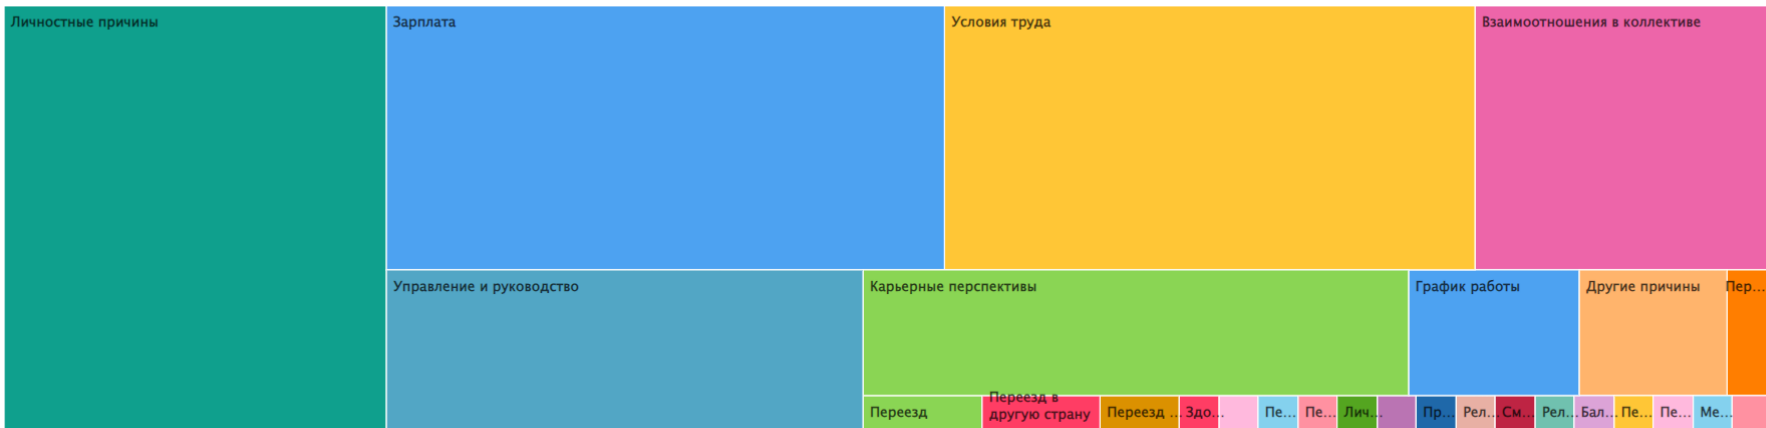 Личностные причины
Зарплата
Условия труда
Взаимоотношения в коллективе
Управление и руководство
Карьерные перспективы
График работы
Другие причины
Пер...
Переезд
Переезд в
другую страну
Переезд ...
Здо...
Пе...
Пе...
Лич...
Пр...
Рел...
См...
Рел...
Бал...
Пе...
Пе...
Ме...